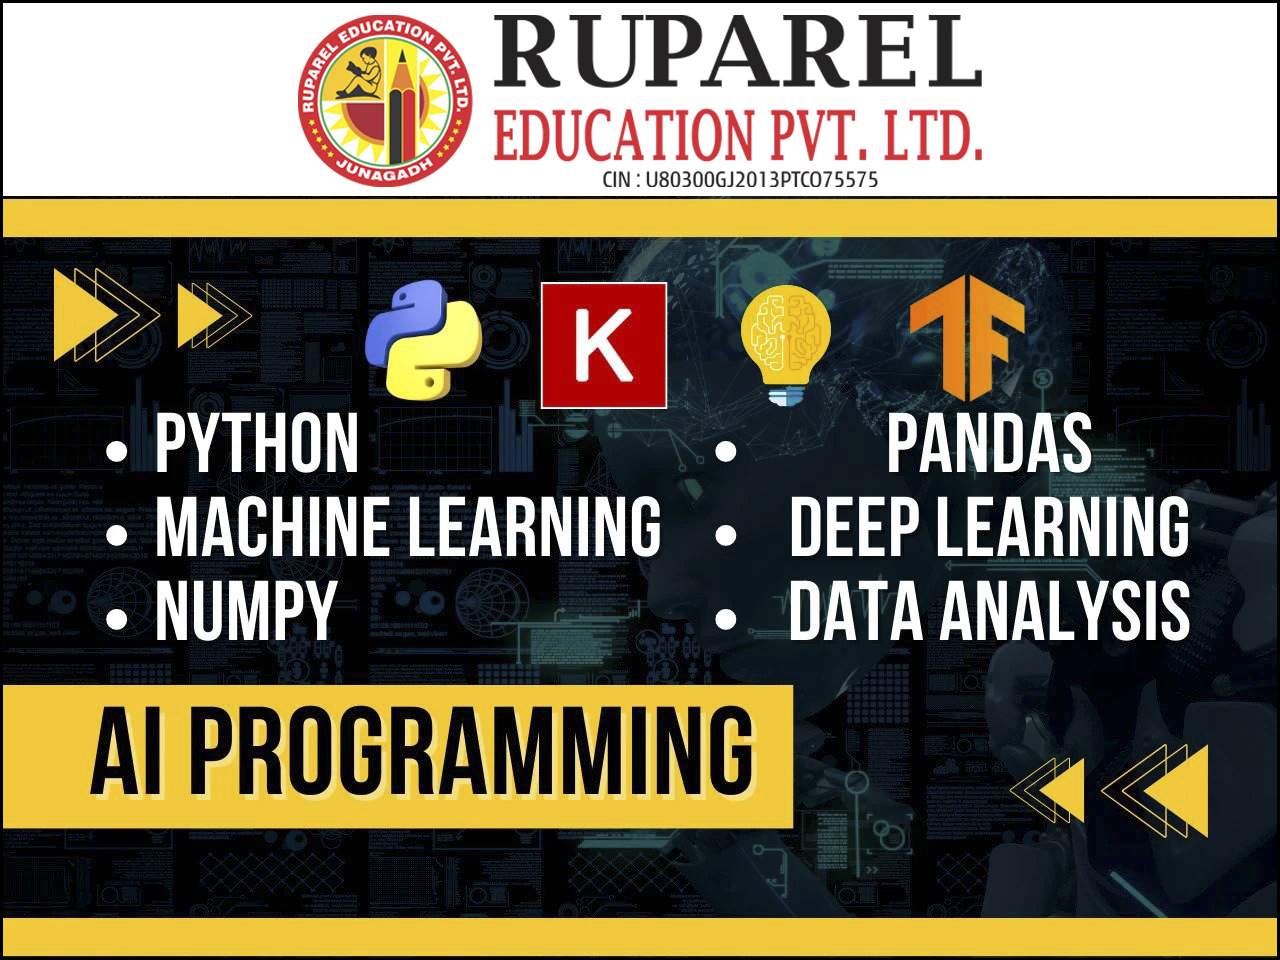 RUPAREL EDUCATION PVT. LTD.
JUNAGADH
RUPAREL
EDUCATION PVT. LTD.
CIN : U80300GJ2013PTC075575
K
TF
• PYTHON
• MACHINE LEARNING
• NUMPY
• PANDAS
• DEEP LEARNING
• DATA ANALYSIS
AI PROGRAMMING